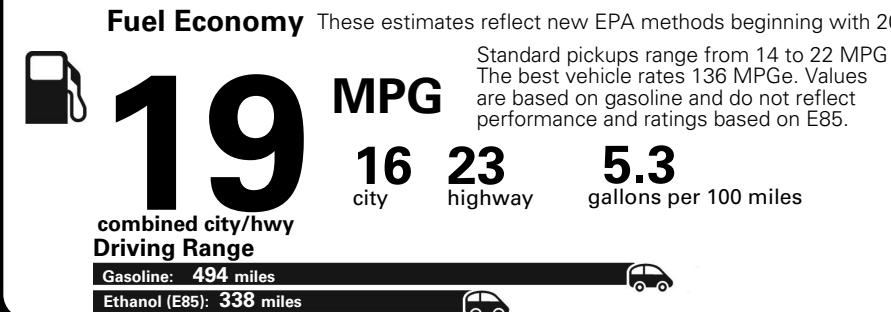 Fuel Economy These estimates reflect new EPA methods beginning with
Standard pickups range from 14 to 22 MPG
The best vehicle rates 136 MPGe. Values
are based on gasoline and do not reflect
performance and ratings based on E85.
19 MPG
16 city
23 highway
5.3 gallons per 100 miles
combined city/hwy
Driving Range
Gasoline: 494 miles
Ethanol (E85): 338 miles